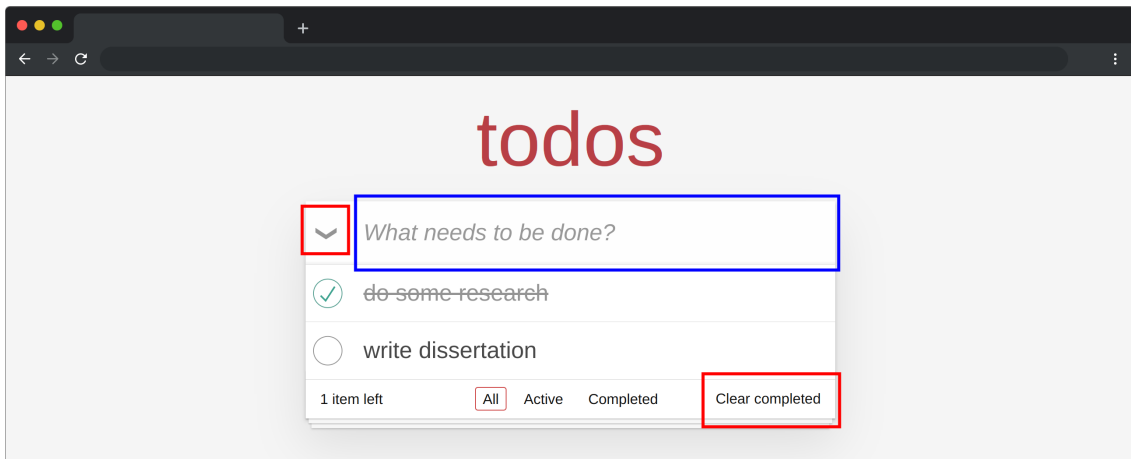 todos
What needs to be done?
do some research
write dissertation
1 item left All Active Completed Clear completed